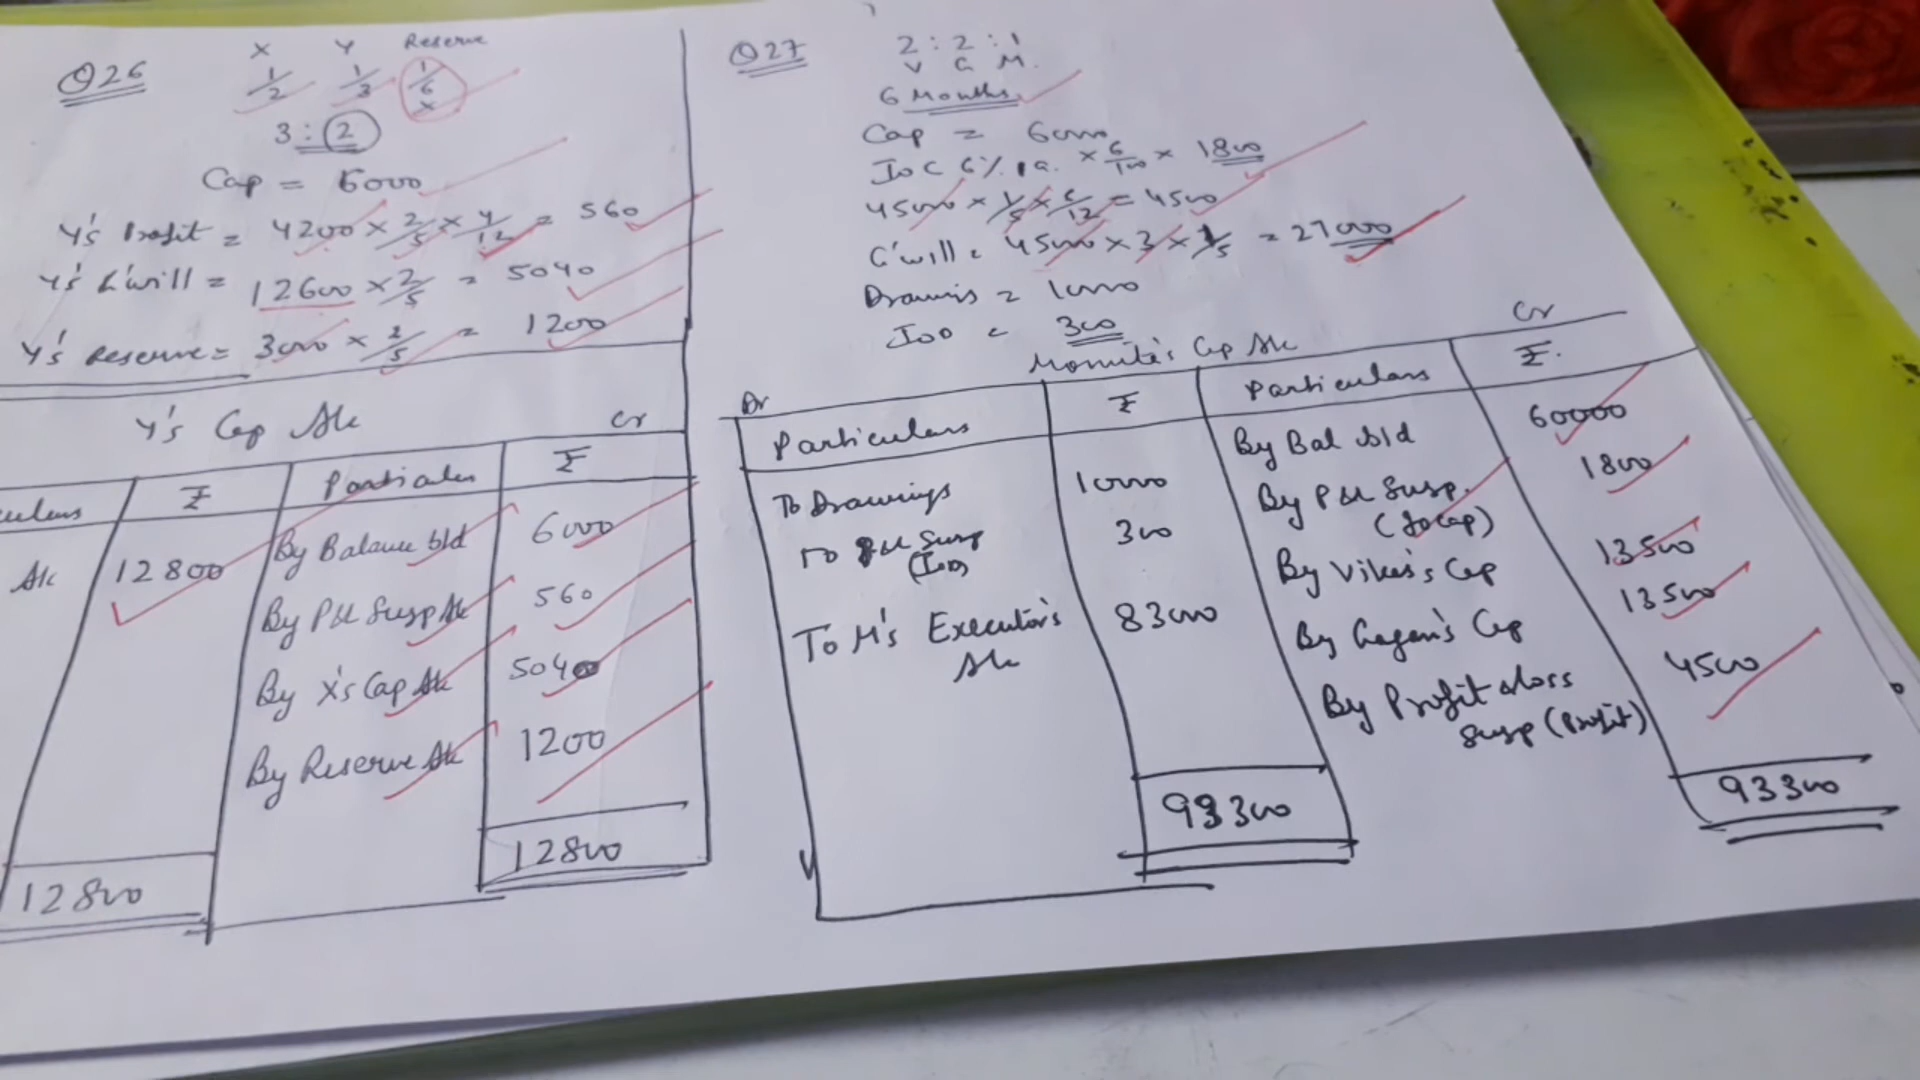 Q26
X Y Reserve
1/2 1/3 1/6
x
3 : 2
Cap = 6000
Y's Profit = 4200 × 2/5 × 4/12 = 560
Y's G'will = 12600 × 2/5 = 5040
Y's Reserve = 3000 × 2/5 = 1200
Y's Cap A/c
Cr
culars ₹ Particulars ₹
A/c 12800 By Balance b/d 6000
By P&L Susp A/c 560
By X's Cap A/c 5040
By Reserve A/c 1200
12800 12800
Q27
2 : 2 : 1
V G M.
6 Months
Cap = 60000
IOC 6% p.a. × 6/100 × 1800
45000 × 1/5 × 6/12 = 4500
G'will = 45000 × 3 × 1/5 = 27000
Drawings = 10000
IOD = 300
Dr Cap A/c Cr
Particulars ₹ Particulars ₹.
To Drawings 10000 By Bal b/d 60000
To P&L Susp (IOD) 300 By P&L Susp. 1800
(IOCap)
By Vikas's Cap 13500
To M's Executor's A/c 83000 By Gagan's Cap 13500
By Profit & loss Susp (Profit) 4500
93300 93300